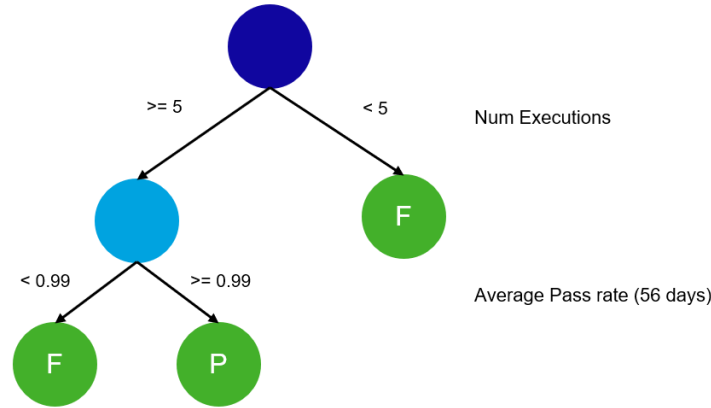 >= 5
< 5
Num Executions
F
< 0.99
>= 0.99
Average Pass rate (56 days)
F
P